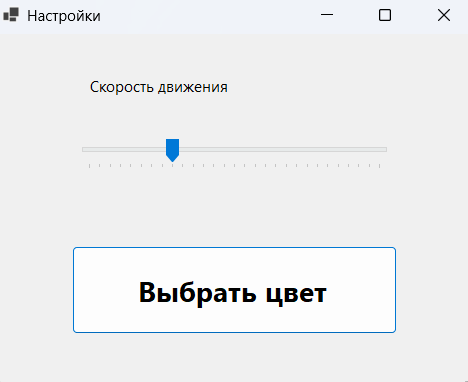 Настройки
Скорость движения
Выбрать цвет